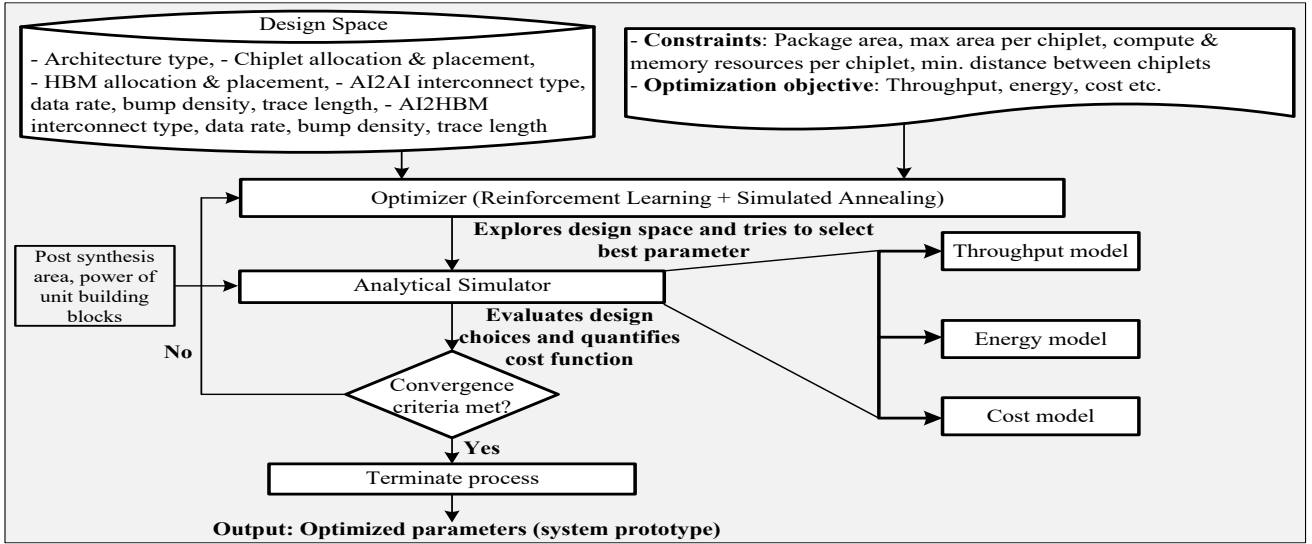 Design Space
- Architecture type, - Chiplet allocation & placement,
- HBM allocation & placement, - AI2AI interconnect type,
data rate, bump density, trace length, - AI2HBM
interconnect type, data rate, bump density, trace length
- Constraints: Package area, max area per chiplet, compute &
memory resources per chiplet, min. distance between chiplets
- Optimization objective: Throughput, energy, cost etc.
Optimizer (Reinforcement Learning + Simulated Annealing)
Explores design space and tries to select
best parameter
Post synthesis
area, power of
unit building
blocks
Analytical Simulator
Throughput model
Evaluates design
choices and quantifies
cost function
Energy model
No
Convergence
criteria met?
Cost model
Yes
Terminate process
Output: Optimized parameters (system prototype)